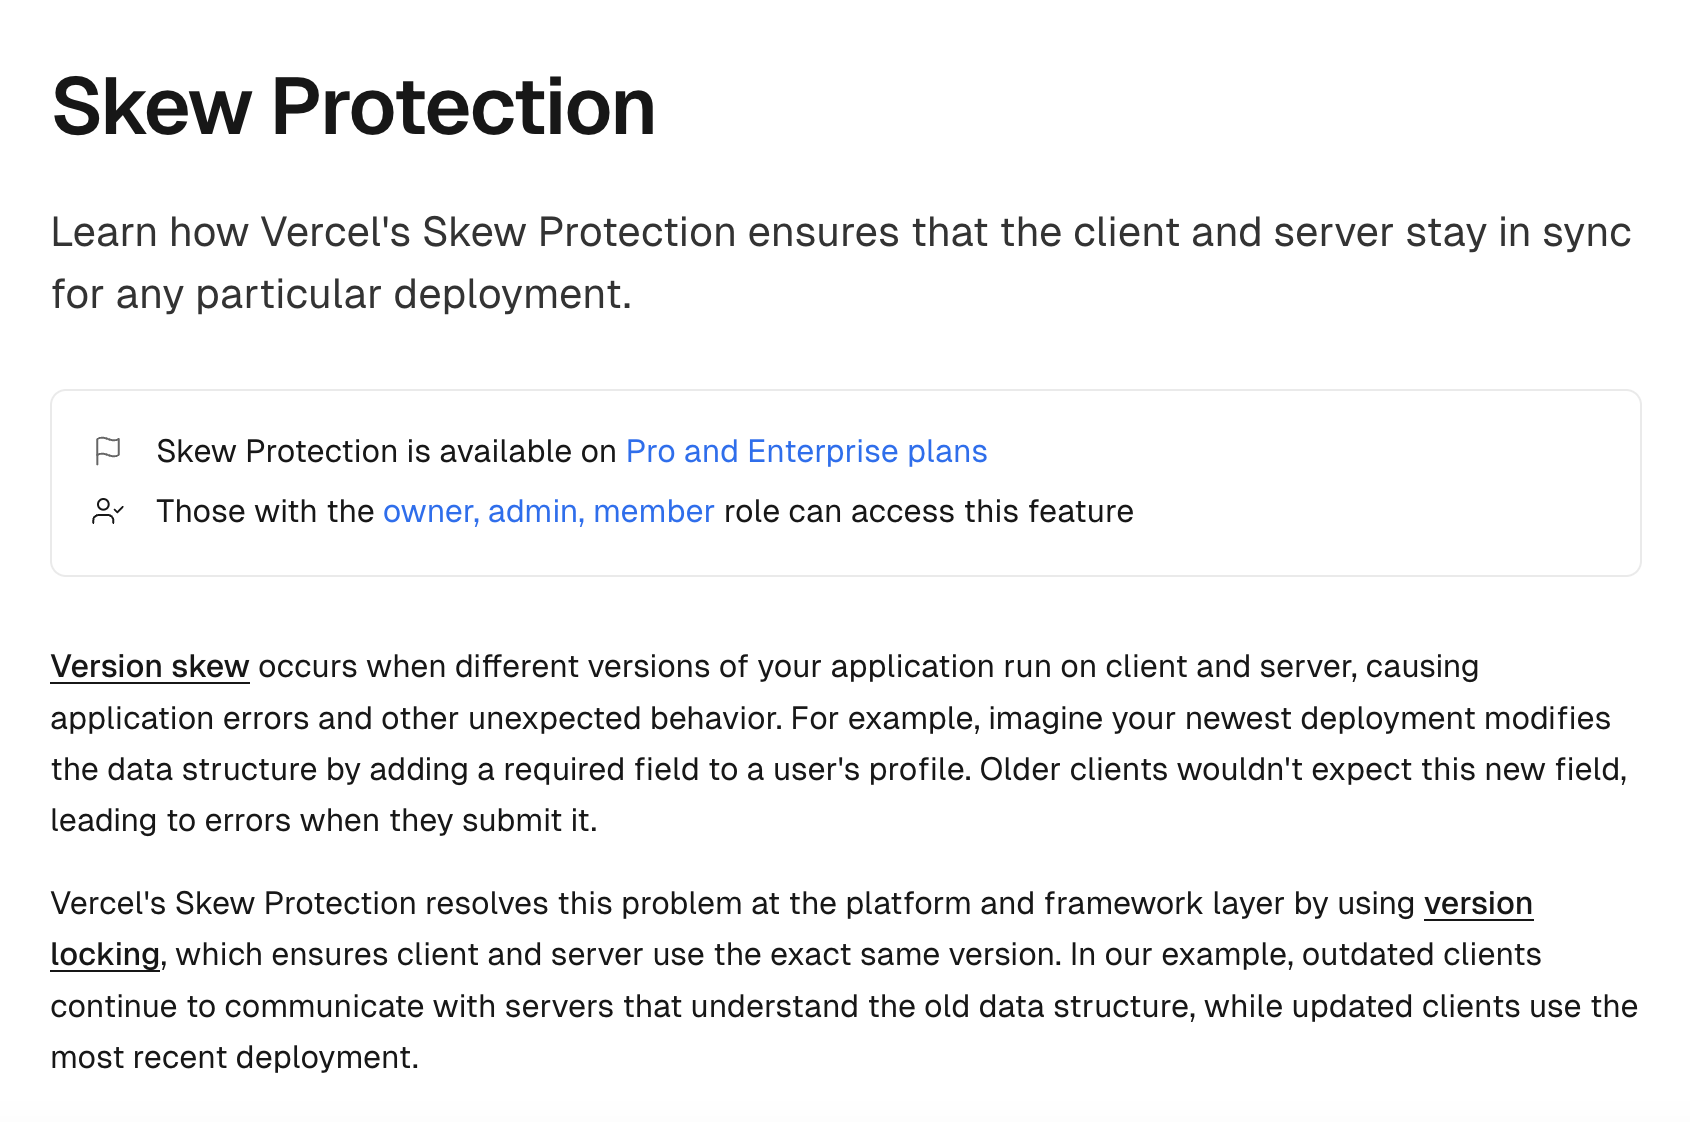 Skew Protection
Learn how Vercel's Skew Protection ensures that the client and server stay in sync
for any particular deployment.
Skew Protection is available on Pro and Enterprise plans
Those with the owner, admin, member role can access this feature
Version skew occurs when different versions of your application run on client and server, causing
application errors and other unexpected behavior. For example, imagine your newest deployment modifies
the data structure by adding a required field to a user's profile. Older clients wouldn't expect this new field,
leading to errors when they submit it.
Vercel's Skew Protection resolves this problem at the platform and framework layer by using version
locking, which ensures client and server use the exact same version. In our example, outdated clients
continue to communicate with servers that understand the old data structure, while updated clients use the
most recent deployment.